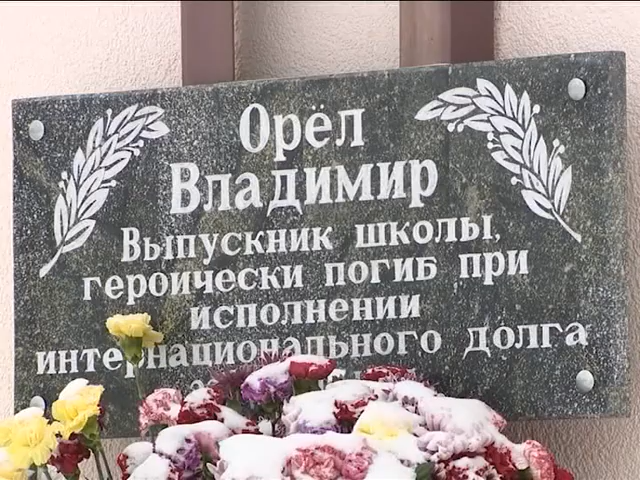 Орёл
Владимир
Выпускник школы,
героически погиб при
исполнении
интернационального долга